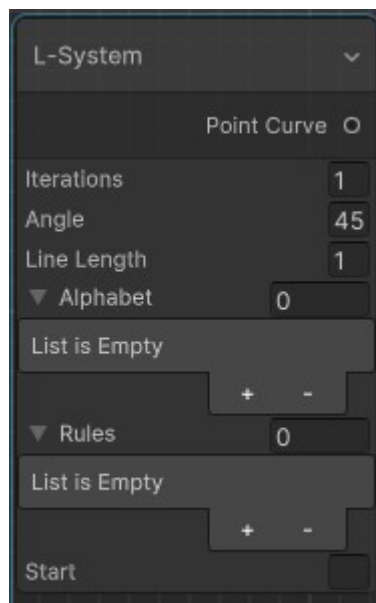 L-System
Point Curve
Iterations 1
Angle 45
Line Length 1
Alphabet 0
List is Empty
+ -
Rules 0
List is Empty
+ -
Start